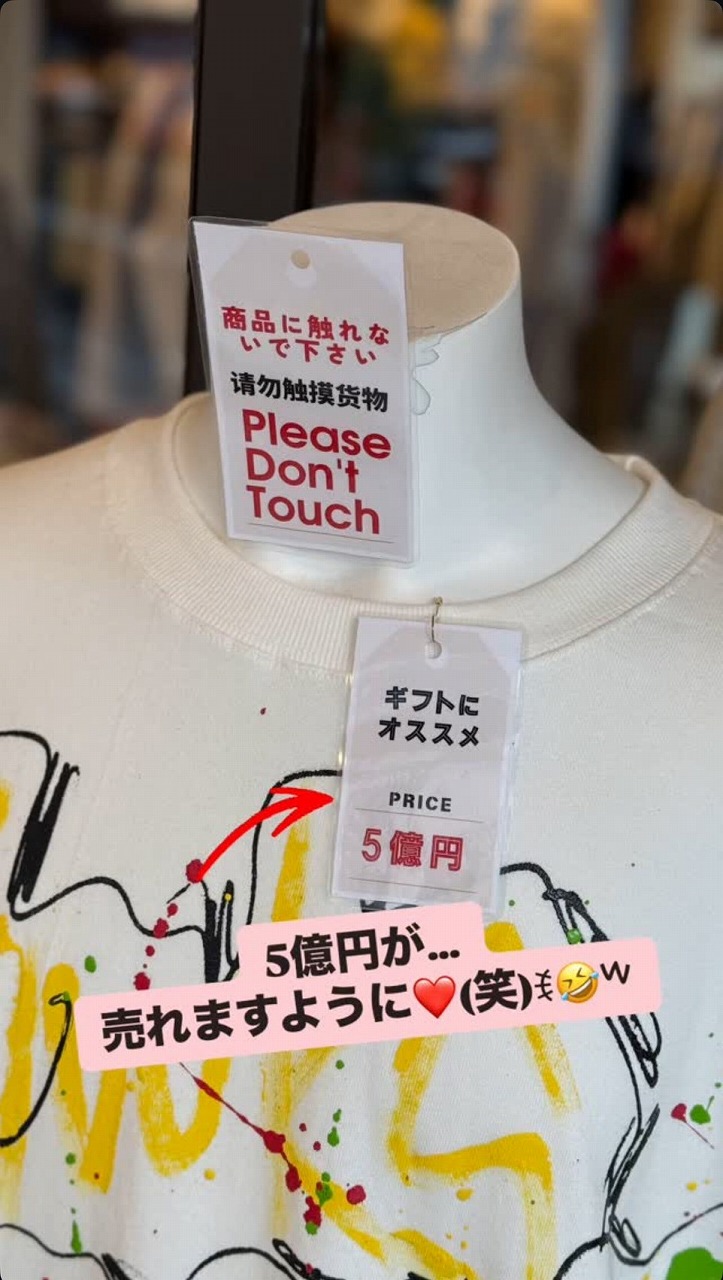 商品に触れな
いで下さい
请勿触摸货物
Please
Don't
Touch
ギフトに
オススメ
PRICE
5億円
5億円が...
売れますように❤️(笑)ﾖ🤣w